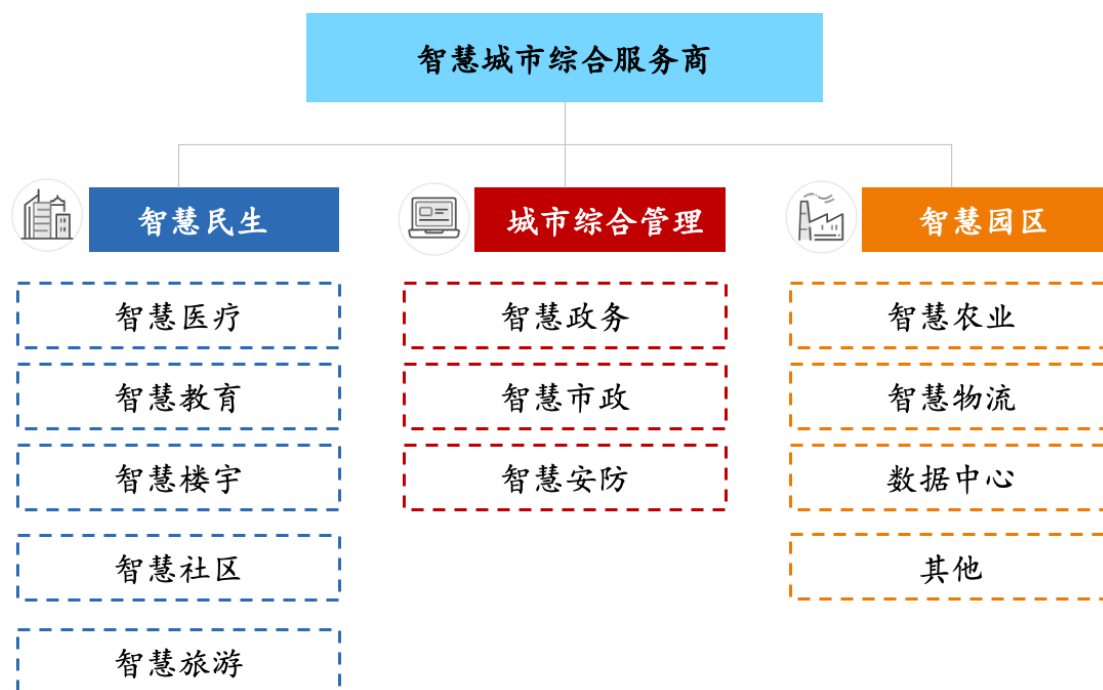 智慧城市综合服务商
智慧民生
城市综合管理
智慧园区
智慧医疗
智慧政务
智慧农业
智慧教育
智慧市政
智慧物流
智慧楼宇
智慧安防
数据中心
智慧社区
其他
智慧旅游